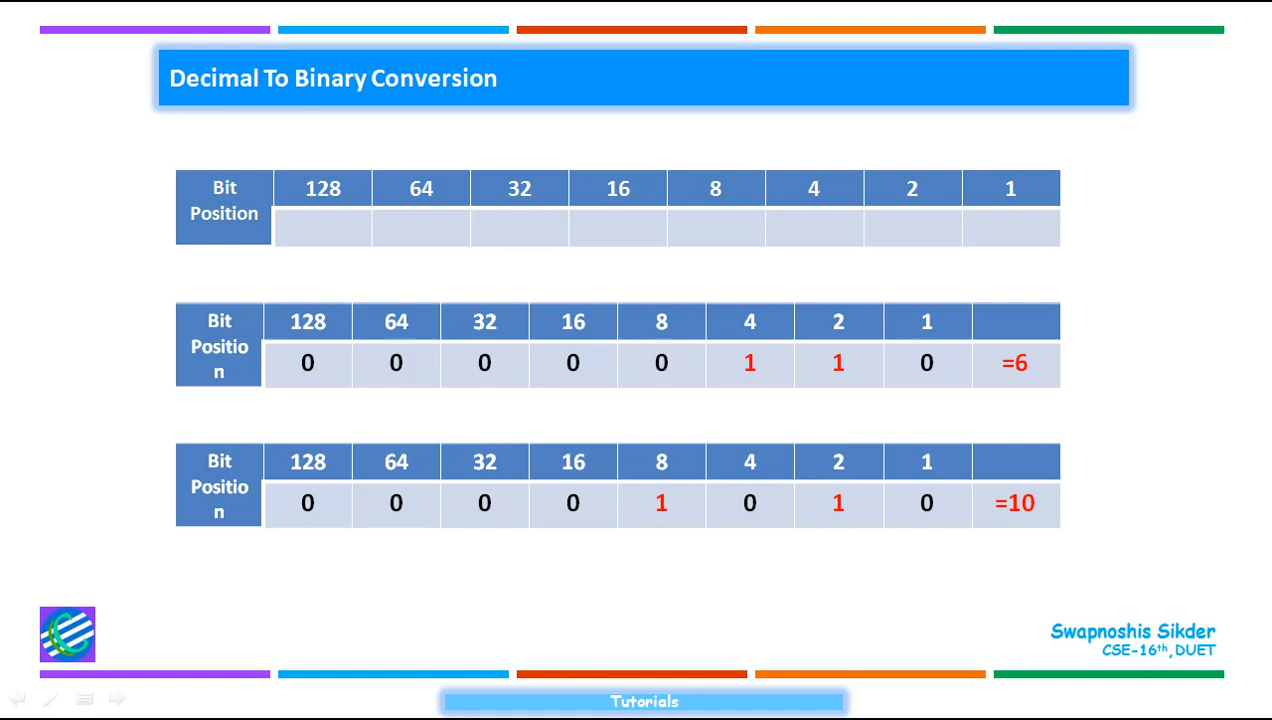 Decimal To Binary Conversion
Bit Position 128 64 32 16 8 4 2 1
Bit Positio n 128 64 32 16 8 4 2 1
0 0 0 0 0 1 1 0 =6
Bit Positio n 128 64 32 16 8 4 2 1
0 0 0 0 1 0 1 0 =10
Swapnoshis Sikder
CSE-16th,DUET
Tutorials